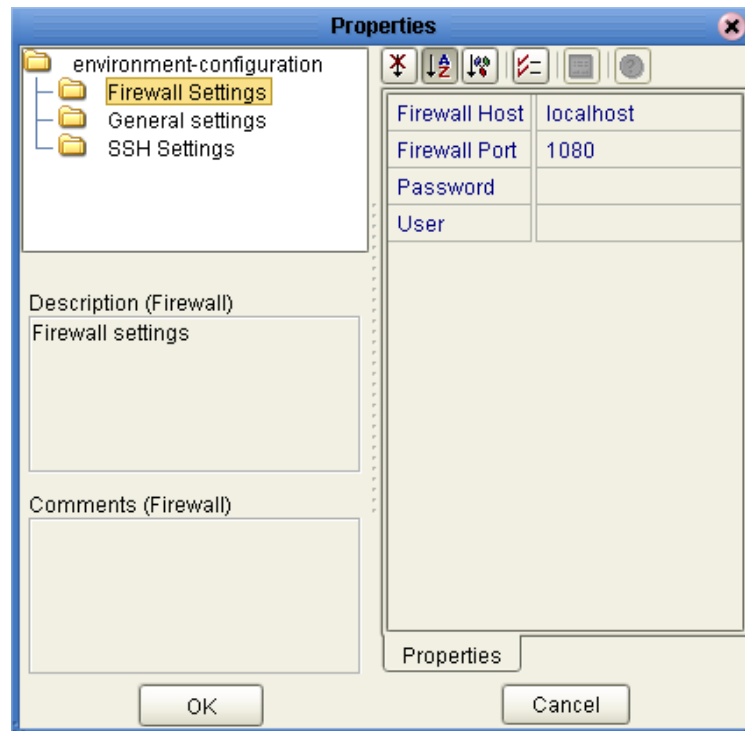 Properties
environment-configuration
Firewall Settings
General settings
SSH Settings
Description (Firewall)
Firewall settings
Comments (Firewall)
Firewall Host localhost
Firewall Port 1080
Password
User
Properties
OK Cancel